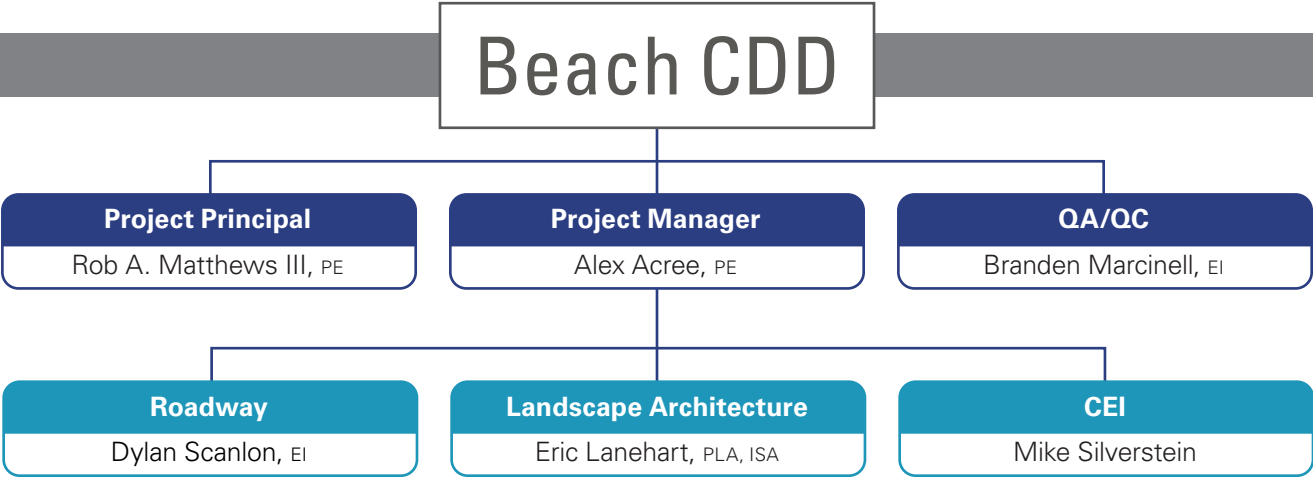 Beach CDD
Project Principal
Rob A. Matthews III, PE
Project Manager
Alex Acree, PE
QA/QC
Branden Marcinell, EI
Roadway
Dylan Scanlon, EI
Landscape Architecture
Eric Lanehart, PLA, ISA
CEI
Mike Silverstein